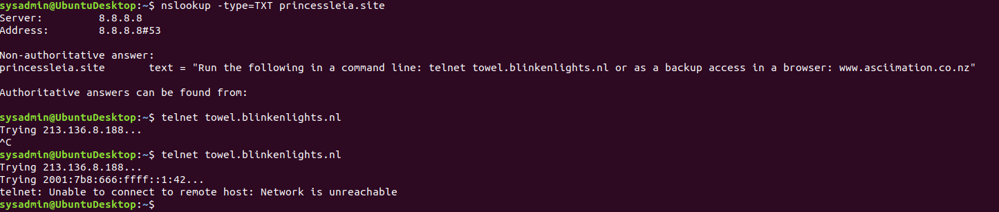 sysadmin@UbuntuDesktop:~$ nslookup -type=TXT princessleia.site
Server:         8.8.8.8
Address:        8.8.8.8#53
Non-authoritative answer:
princessleia.site       text = "Run the following in a command line: telnet towel.blinkenlights.nl or as a backup access in a browser: www.asciimation.co.nz"
Authoritative answers can be found from:
sysadmin@UbuntuDesktop:~$ telnet towel.blinkenlights.nl
Trying 213.136.8.188...
^C
sysadmin@UbuntuDesktop:~$ telnet towel.blinkenlights.nl
Trying 213.136.8.188...
Trying 2001:7b8:666:ffff::1:42...
telnet: Unable to connect to remote host: Network is unreachable
sysadmin@UbuntuDesktop:~$